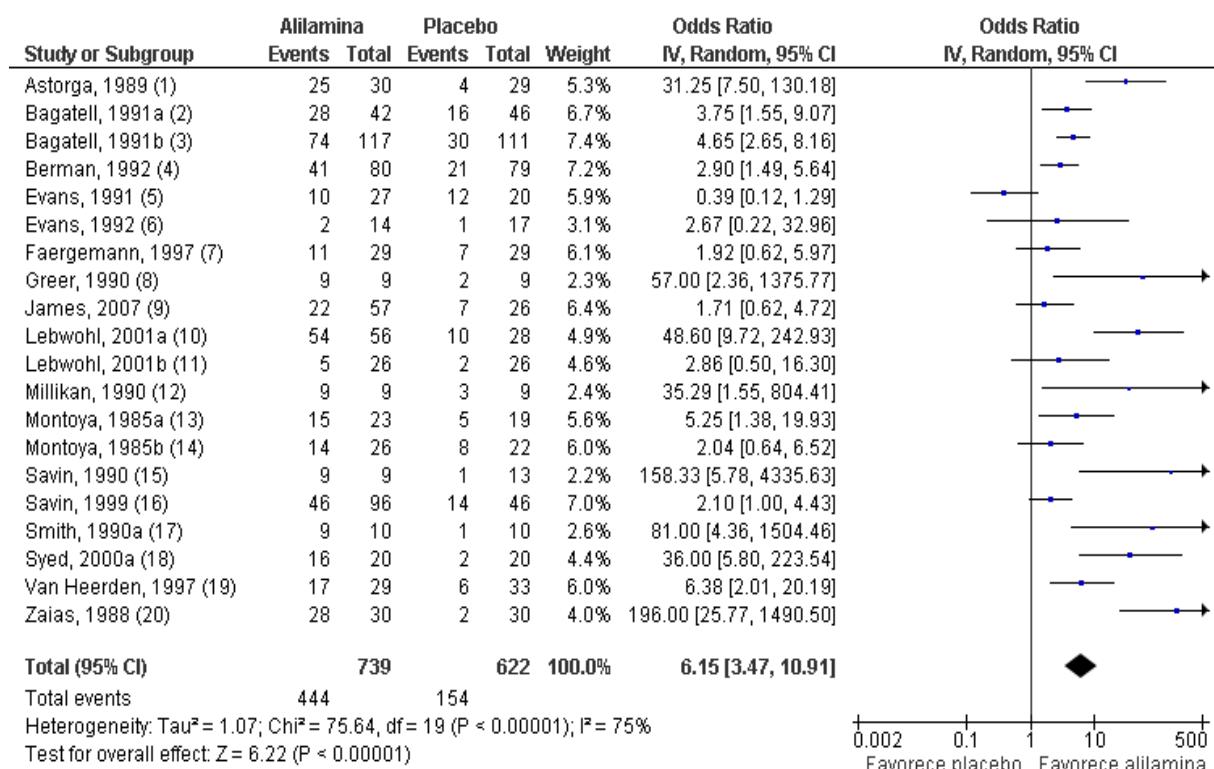 Alilamina Placebo Odds Ratio Odds Ratio
Study or Subgroup Events Total Events Total Weight IV, Random, 95% CI IV, Random, 95% CI
Astorga, 1989 (1) 25 30 4 29 5.3% 31.25 [7.50, 130.18]
Bagatell, 1991a (2) 28 42 16 46 6.7% 3.75 [1.55, 9.07]
Bagatell, 1991b (3) 74 117 30 111 7.4% 4.65 [2.65, 8.16]
Berman, 1992 (4) 41 80 21 79 7.2% 2.90 [1.49, 5.64]
Evans, 1991 (5) 10 27 12 20 5.9% 0.39 [0.12, 1.29]
Evans, 1992 (6) 2 14 1 17 3.1% 2.67 [0.22, 32.96]
Faergemann, 1997 (7) 11 29 7 29 6.1% 1.92 [0.62, 5.97]
Greer, 1990 (8) 9 9 2 9 2.3% 57.00 [2.36, 1375.77]
James, 2007 (9) 22 57 7 26 6.4% 1.71 [0.62, 4.72]
Lebwohl, 2001a (10) 54 56 10 28 4.9% 48.60 [9.72, 242.93]
Lebwohl, 2001b (11) 5 26 2 26 4.6% 2.86 [0.50, 16.30]
Millikan, 1990 (12) 9 9 3 9 2.4% 35.29 [1.55, 804.41]
Montoya, 1985a (13) 15 23 5 19 5.6% 5.25 [1.38, 19.93]
Montoya, 1985b (14) 14 26 8 22 6.0% 2.04 [0.64, 6.52]
Savin, 1990 (15) 9 9 1 13 2.2% 158.33 [5.78, 4335.63]
Savin, 1999 (16) 46 96 14 46 7.0% 2.10 [1.00, 4.43]
Smith, 1990a (17) 9 10 1 10 2.6% 81.00 [4.36, 1504.46]
Syed, 2000a (18) 16 20 2 20 4.4% 36.00 [5.80, 223.54]
Van Heerden, 1997 (19) 17 29 6 33 6.0% 6.38 [2.01, 20.19]
Zaias, 1988 (20) 28 30 2 30 4.0% 196.00 [25.77, 1490.50]
Total (95% CI) 739 622 100.0% 6.15 [3.47, 10.91]
Total events 444 154
Heterogeneity: Tau² = 1.07; Chi² = 75.64, df = 19 (P < 0.00001); I² = 75%
Test for overall effect: Z = 6.22 (P < 0.00001)
0.002 0.1 1 10 500
Favorece placebo Favorece alilamina